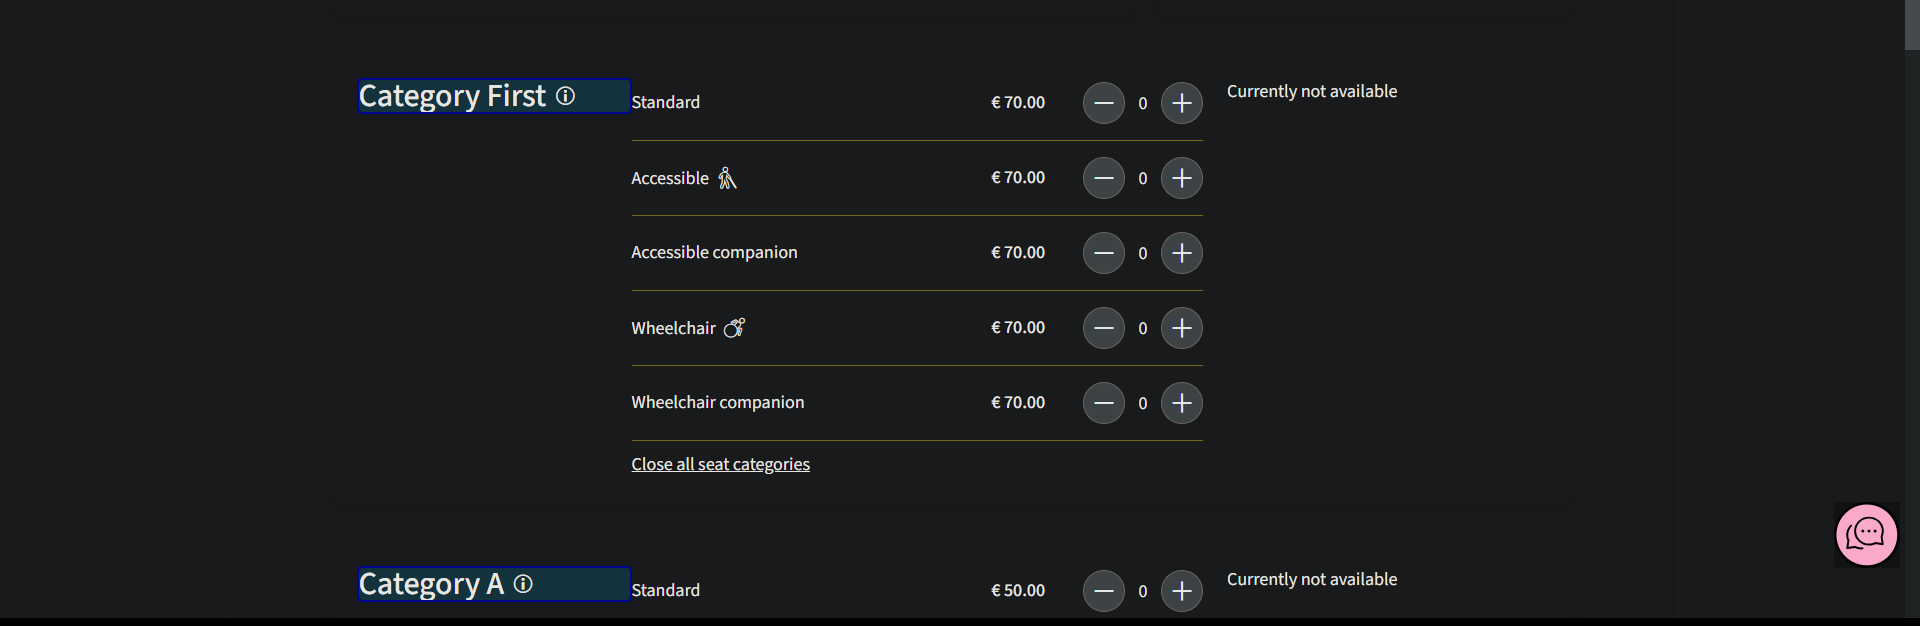 Category First
Standard € 70.00 0 Currently not available
Accessible € 70.00 0
Accessible companion € 70.00 0
Wheelchair € 70.00 0
Wheelchair companion € 70.00 0
Close all seat categories
Category A
Standard € 50.00 0 Currently not available